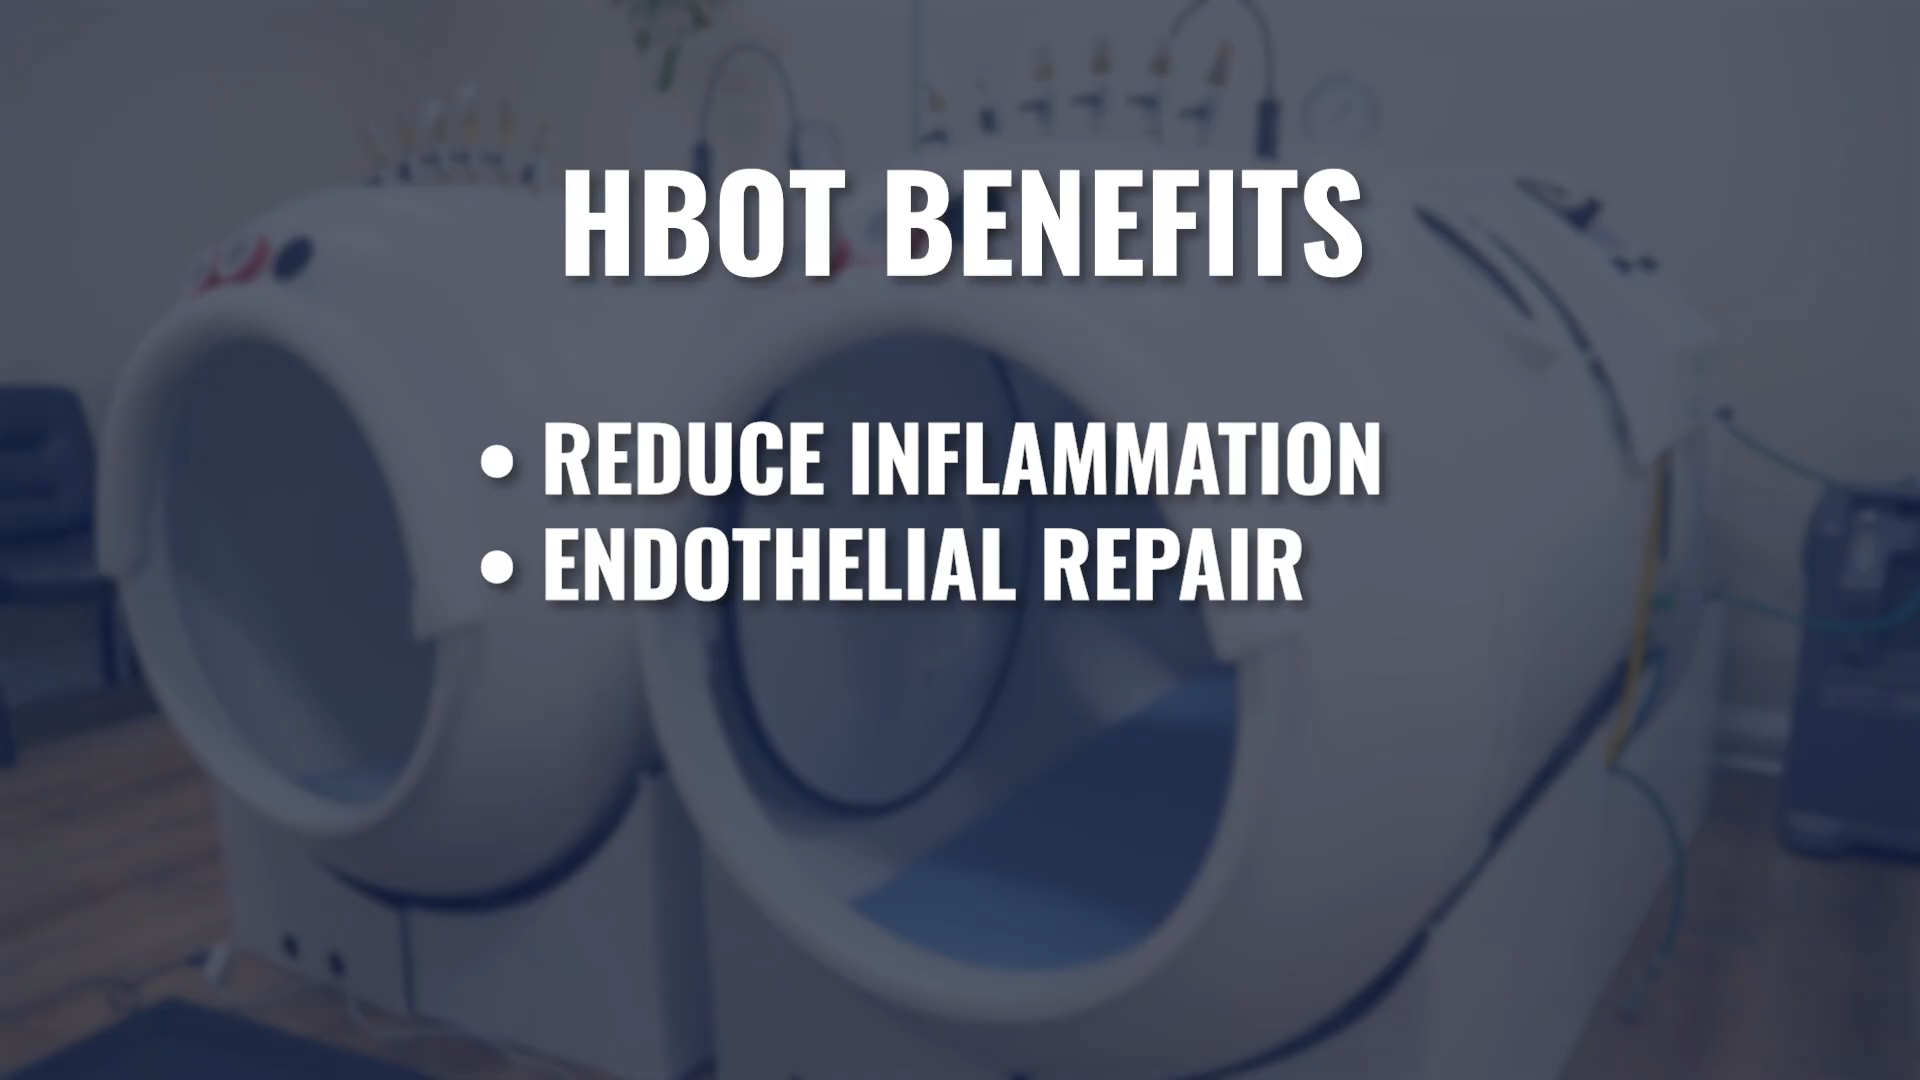 HBOT BENEFITS
• REDUCE INFLAMMATION
• ENDOTHELIAL REPAIR